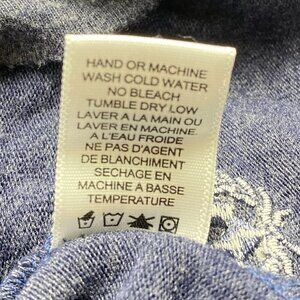 HAND OR MACHINE
WASH COLD WATER
NO BLEACH
TUMBLE DRY LOW
LAVER A LA MAIN OU
LAVER EN MACHINE.
A L'EAU FROIDE
NE PAS D'AGENT
DE BLANCHIMENT
SECHAGE EN
MACHINE A BASSE
TEMPERATURE